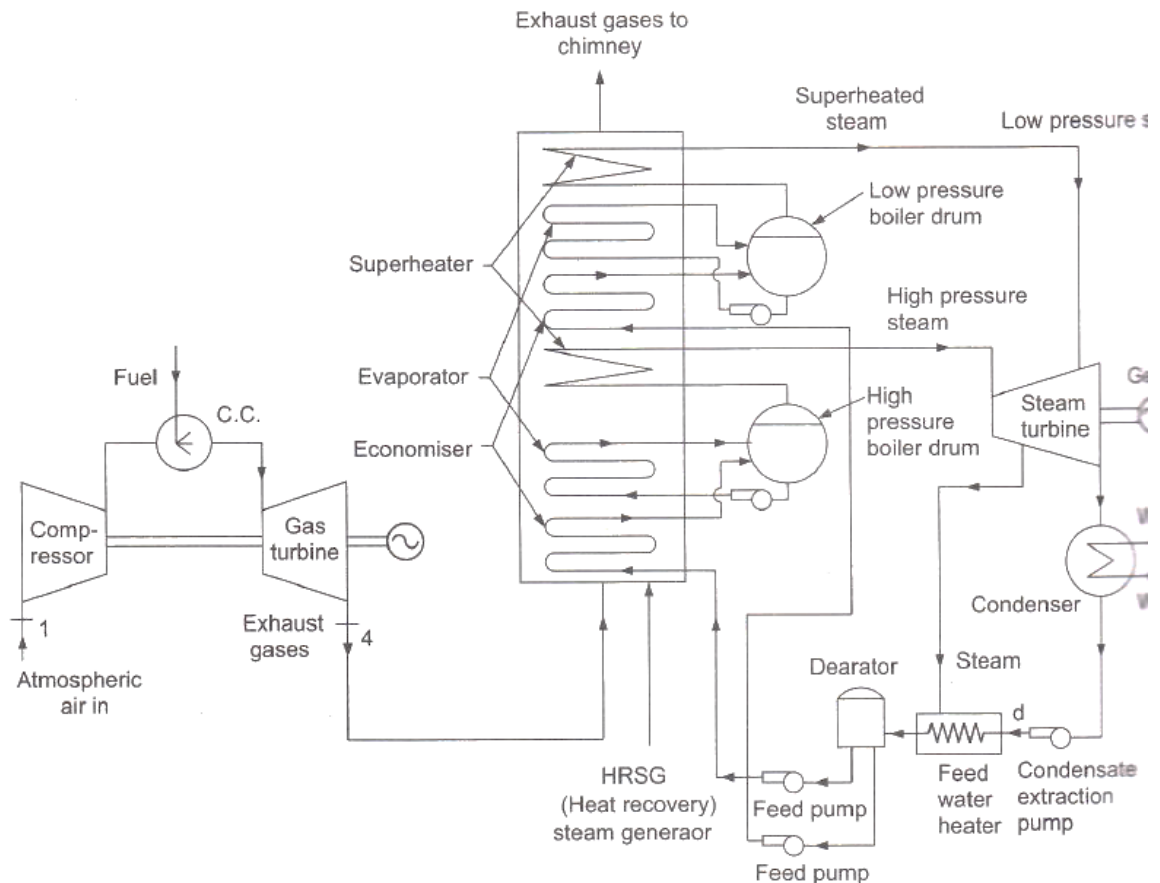 Exhaust gases to
chimney
Superheated
steam
Low pressure
Low pressure
boiler drum
Superheater
High pressure
steam
Fuel
C.C.
Evaporator
Economiser
High
pressure
boiler drum
Steam
turbine
Comp-
ressor
Gas
turbine
1
Exhaust
gases
4
Condenser
Atmospheric
air in
Dearator
Steam
d
HRSG
(Heat recovery)
steam generaor
Feed pump
Feed
water
heater
Condensate
extraction
pump
Feed pump